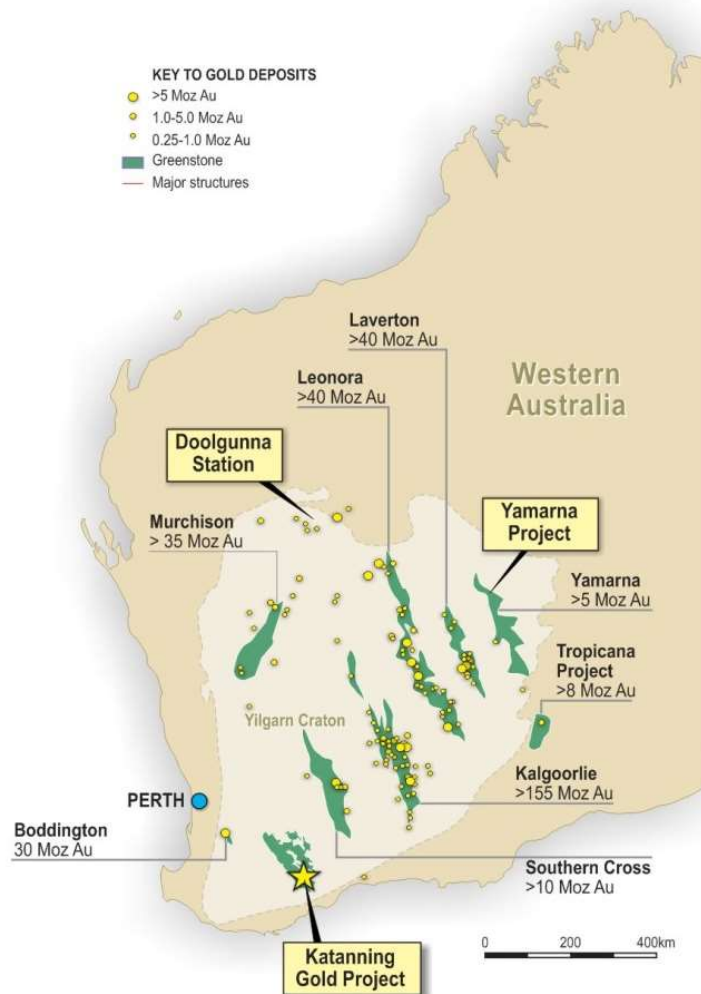 KEY TO GOLD DEPOSITS
>5 Moz Au
1.0-5.0 Moz Au
0.25-1.0 Moz Au
Greenstone
Major structures
Laverton
>40 Moz Au
Leonora
>40 Moz Au
Western
Australia
Doolgunna
Station
Murchison
> 35 Moz Au
Yamarna
Project
Yamarna
>5 Moz Au
Tropicana
Project
>8 Moz Au
Yilgarn Craton
Kalgoorlie
>155 Moz Au
PERTH
Boddington
30 Moz Au
Southern Cross
>10 Moz Au
Katanning
Gold Project
0 200 400km